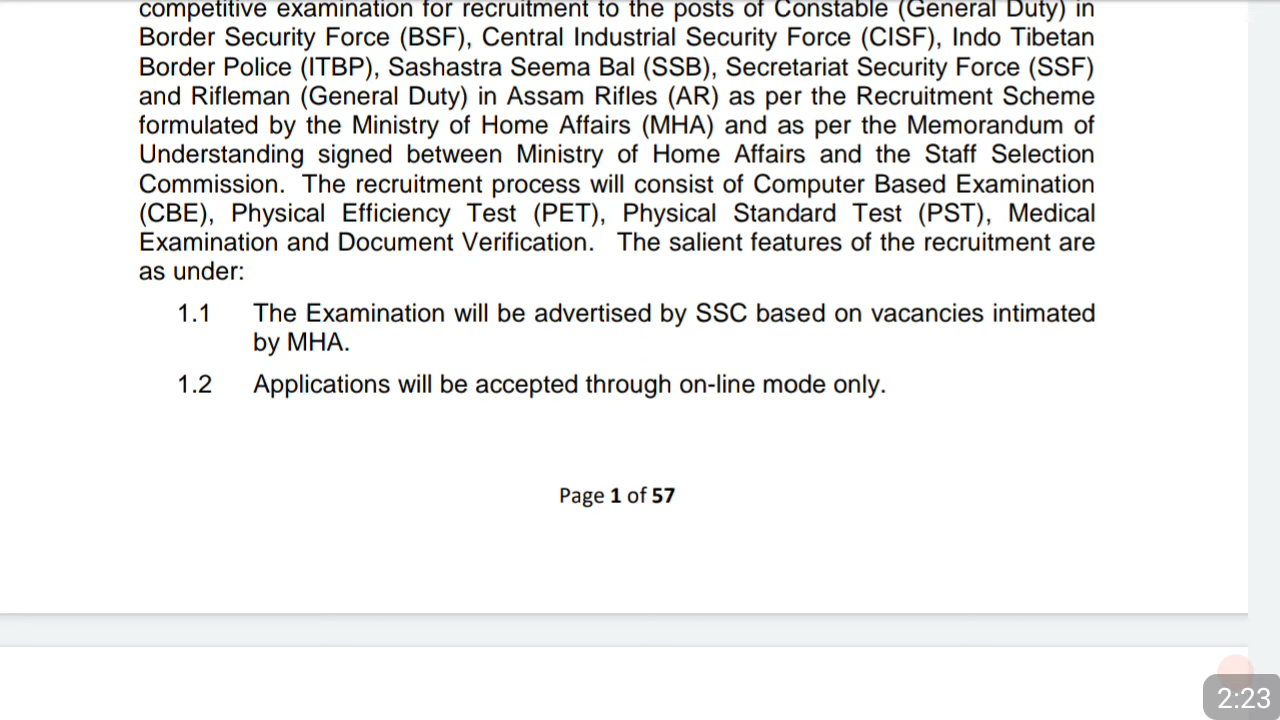 competitive examination for recruitment to the posts of Constable (General Duty) in
Border Security Force (BSF), Central Industrial Security Force (CISF), Indo Tibetan
Border Police (ITBP), Sashastra Seema Bal (SSB), Secretariat Security Force (SSF)
and Rifleman (General Duty) in Assam Rifles (AR) as per the Recruitment Scheme
formulated by the Ministry of Home Affairs (MHA) and as per the Memorandum of
Understanding signed between Ministry of Home Affairs and the Staff Selection
Commission. The recruitment process will consist of Computer Based Examination
(CBE), Physical Efficiency Test (PET), Physical Standard Test (PST), Medical
Examination and Document Verification. The salient features of the recruitment are
as under:
1.1 The Examination will be advertised by SSC based on vacancies intimated
by MHA.
1.2 Applications will be accepted through on-line mode only.
Page 1 of 57
2:23